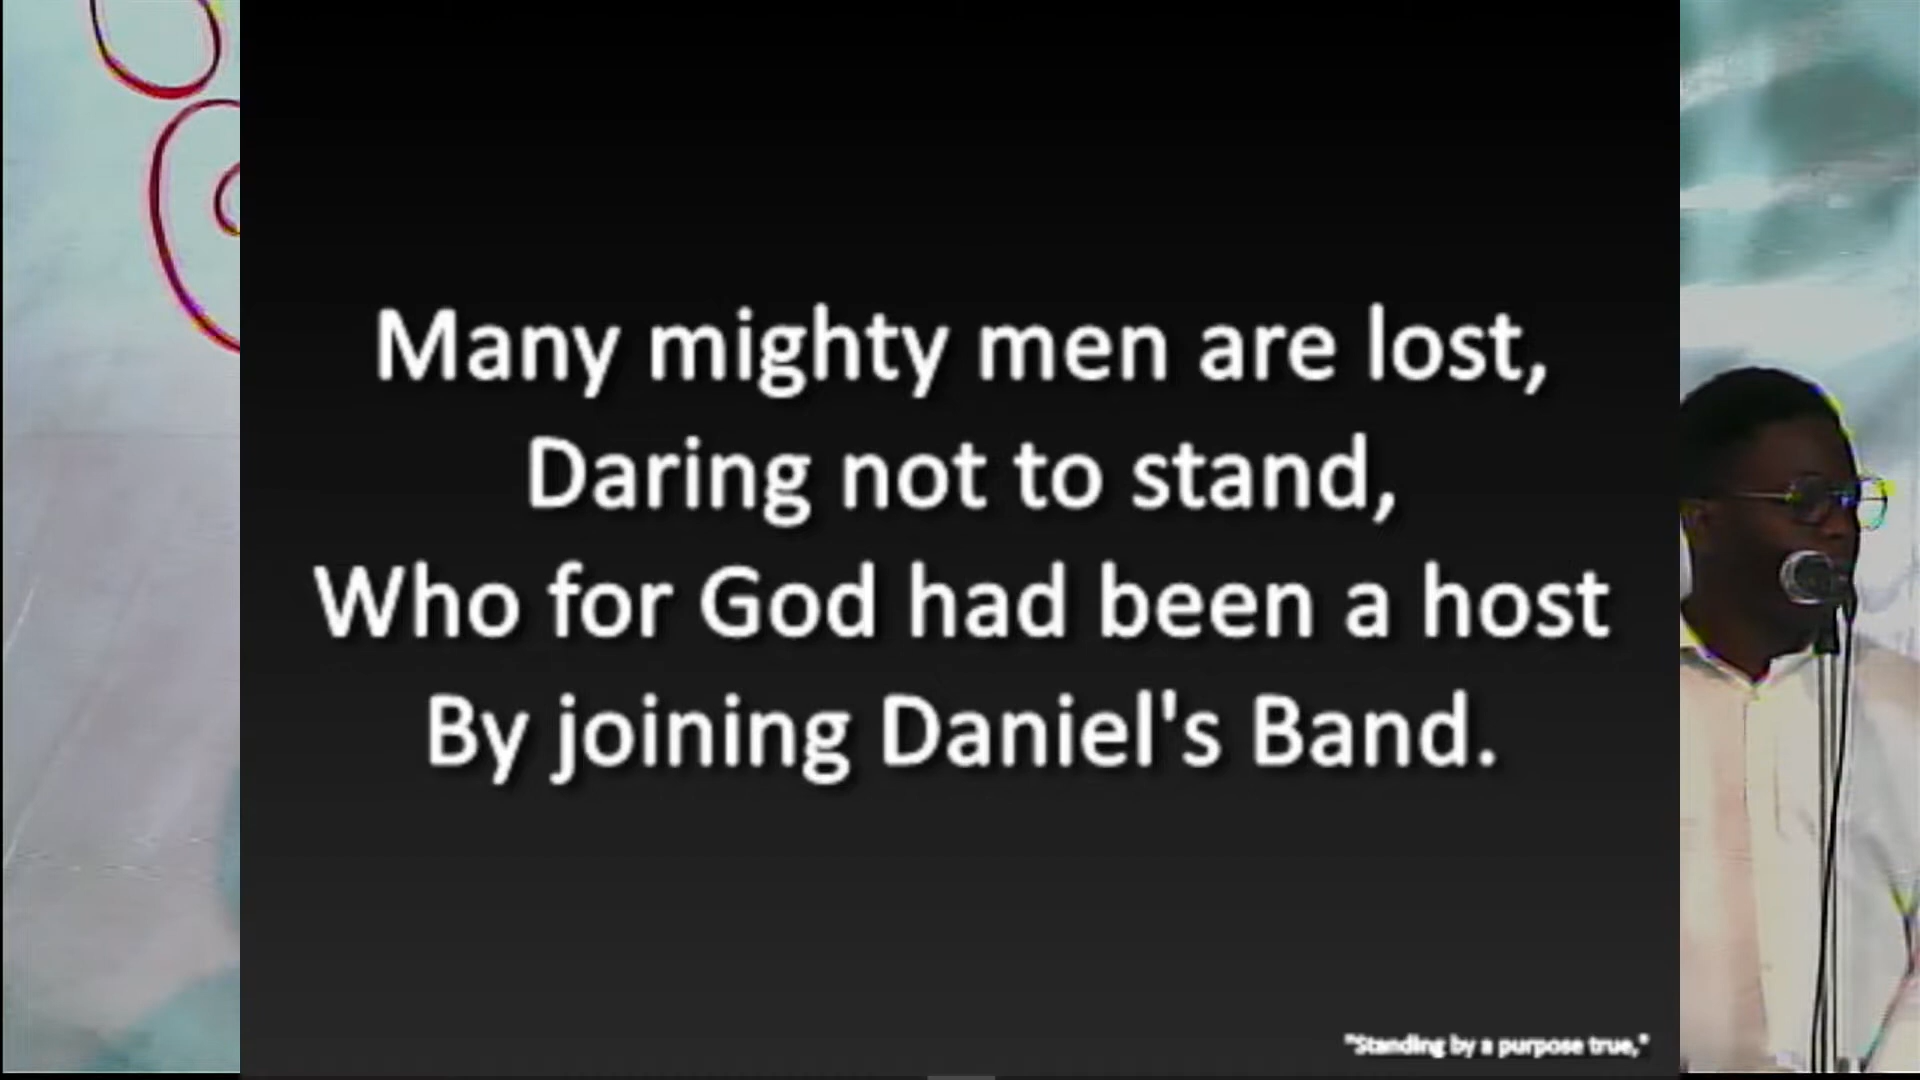 Many mighty men are lost,
Daring not to stand,
Who for God had been a host
By joining Daniel's Band.
"Standing by a purpose true,"